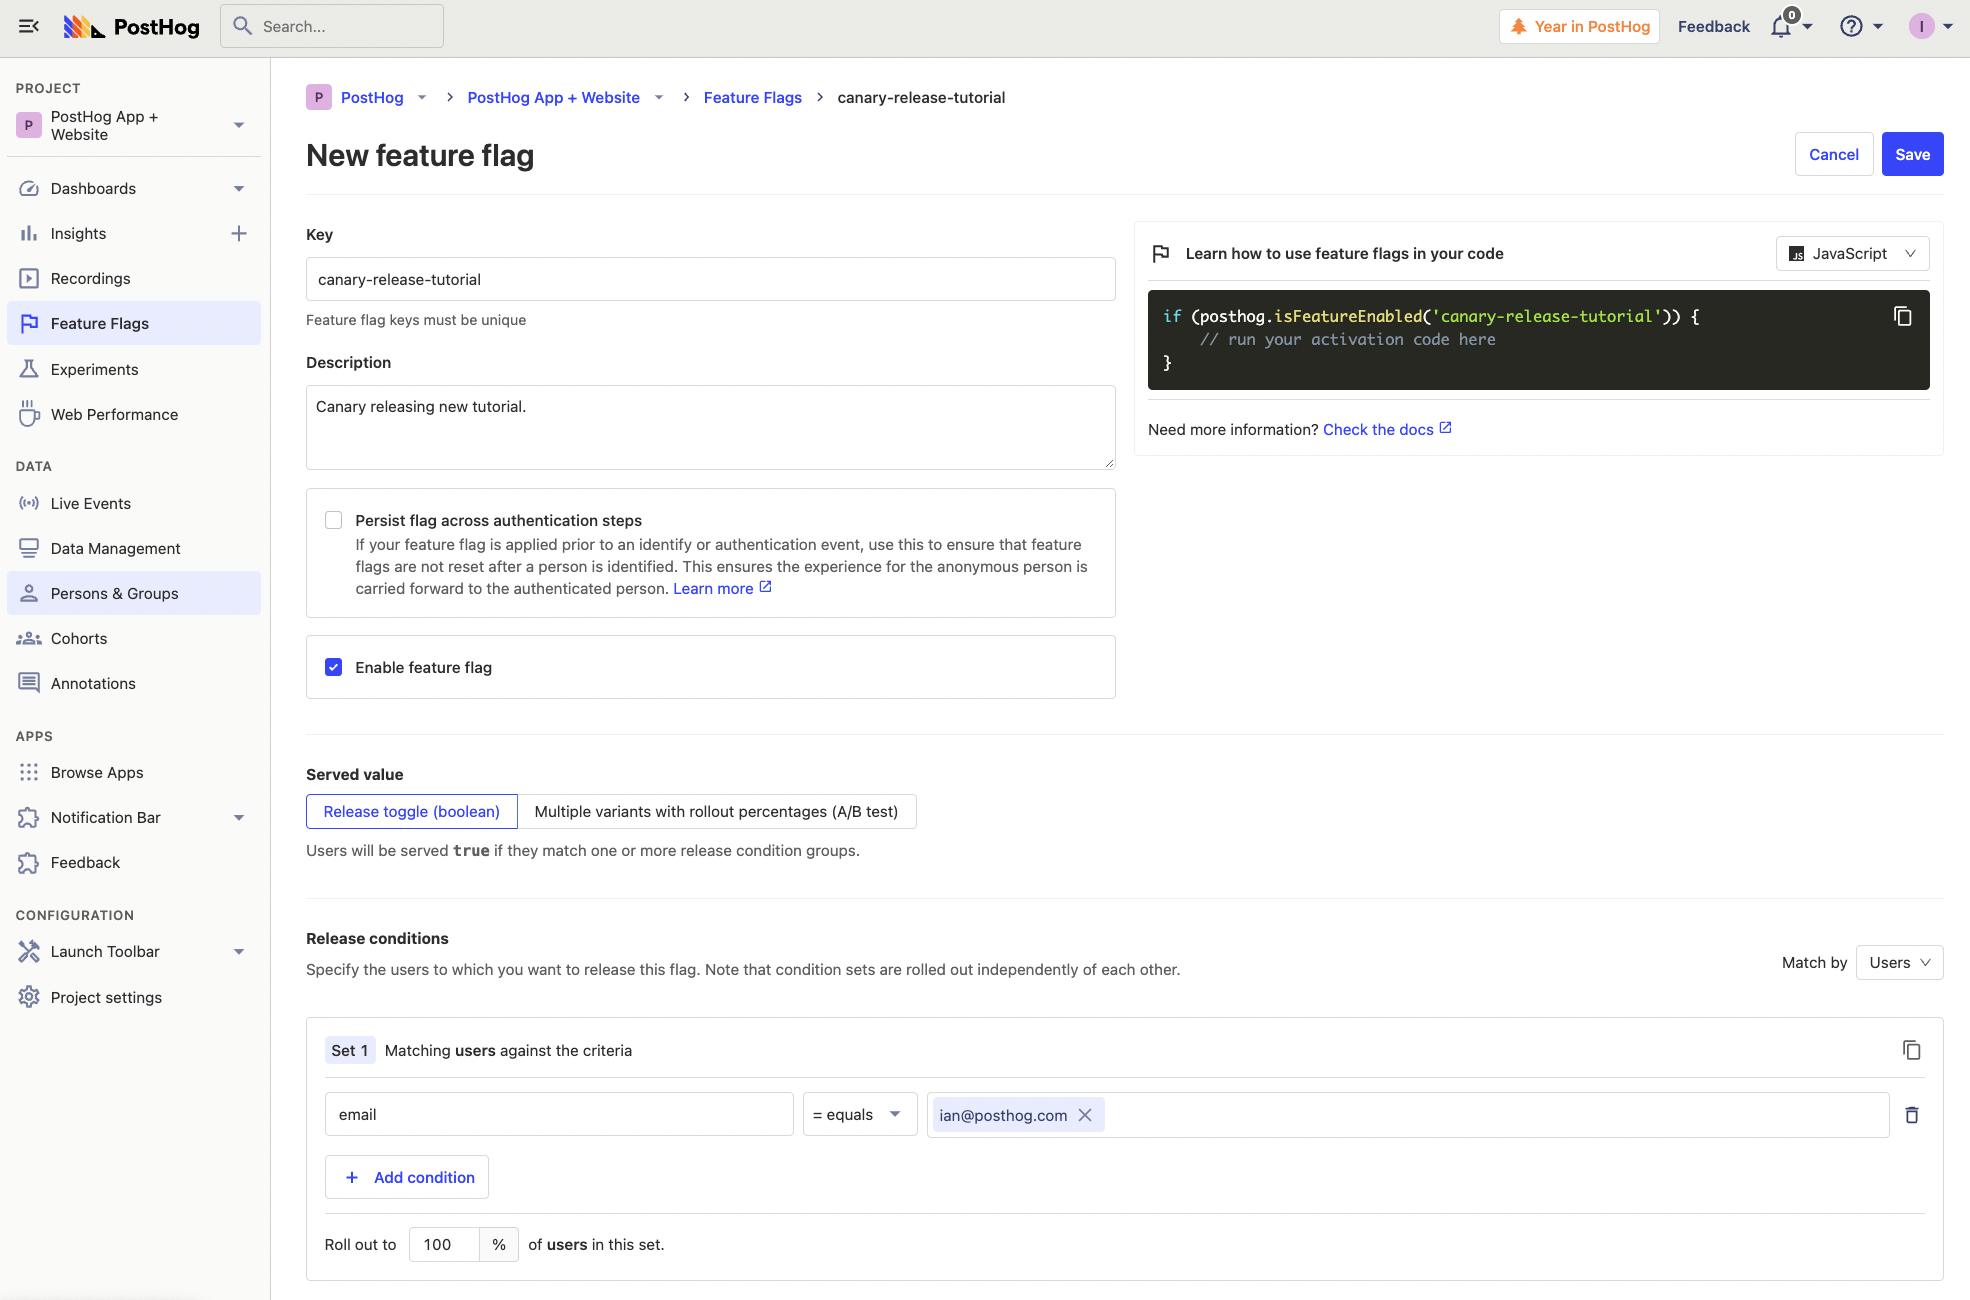 PostHog
Search...
Year in PostHog
Feedback
0
I
PROJECT
P
PostHog App +
Website
Dashboards
Insights
Recordings
Feature Flags
Experiments
Web Performance
DATA
Live Events
Data Management
Persons & Groups
Cohorts
Annotations
APPS
Browse Apps
Notification Bar
Feedback
CONFIGURATION
Launch Toolbar
Project settings
P PostHog > PostHog App + Website > Feature Flags > canary-release-tutorial
New feature flag
Cancel
Save
Key
canary-release-tutorial
Feature flag keys must be unique
Description
Canary releasing new tutorial.
Persist flag across authentication steps
If your feature flag is applied prior to an identify or authentication event, use this to ensure that feature
flags are not reset after a person is identified. This ensures the experience for the anonymous person is
carried forward to the authenticated person. Learn more
Enable feature flag
Learn how to use feature flags in your code
JS JavaScript
if (posthog.isFeatureEnabled('canary-release-tutorial')) {
// run your activation code here
}
Need more information? Check the docs
Served value
Release toggle (boolean)
Multiple variants with rollout percentages (A/B test)
Users will be served true if they match one or more release condition groups.
Release conditions
Specify the users to which you want to release this flag. Note that condition sets are rolled out independently of each other.
Match by Users
Set 1 Matching users against the criteria
email
= equals
ian@posthog.com
+ Add condition
Roll out to 100 % of users in this set.